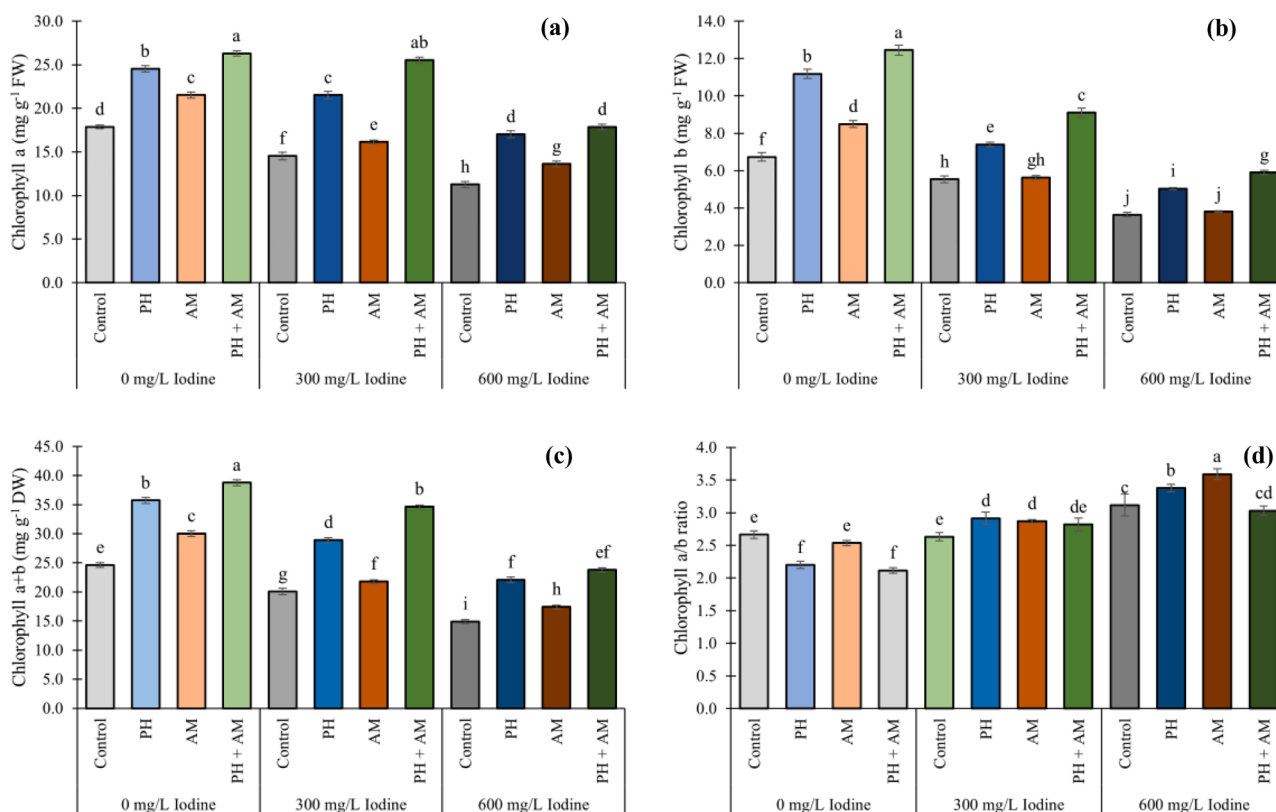 (a)
Chlorophyll a (mg g⁻¹ FW)
30.0
25.0
20.0
15.0
10.0
5.0
0.0
d b c a f c e ab h d g d
Control PH AM PH + AM Control PH AM PH + AM Control PH AM PH + AM
0 mg/L Iodine 300 mg/L Iodine 600 mg/L Iodine
(b)
Chlorophyll b (mg g⁻¹ FW)
14.0
12.0
10.0
8.0
6.0
4.0
2.0
0.0
f b d a h e gh c j i j g
Control PH AM PH + AM Control PH AM PH + AM Control PH AM PH + AM
0 mg/L Iodine 300 mg/L Iodine 600 mg/L Iodine
(c)
Chlorophyll a+b (mg g⁻¹ DW)
45.0
40.0
35.0
30.0
25.0
20.0
15.0
10.0
5.0
0.0
e b c a g d f b i f h ef
Control PH AM PH + AM Control PH AM PH + AM Control PH AM PH + AM
0 mg/L Iodine 300 mg/L Iodine 600 mg/L Iodine
(d)
Chlorophyll a/b ratio
4.0
3.5
3.0
2.5
2.0
1.5
1.0
0.5
0.0
e f e f e d d de c b a cd
Control PH AM PH + AM Control PH AM PH + AM Control PH AM PH + AM
0 mg/L Iodine 300 mg/L Iodine 600 mg/L Iodine